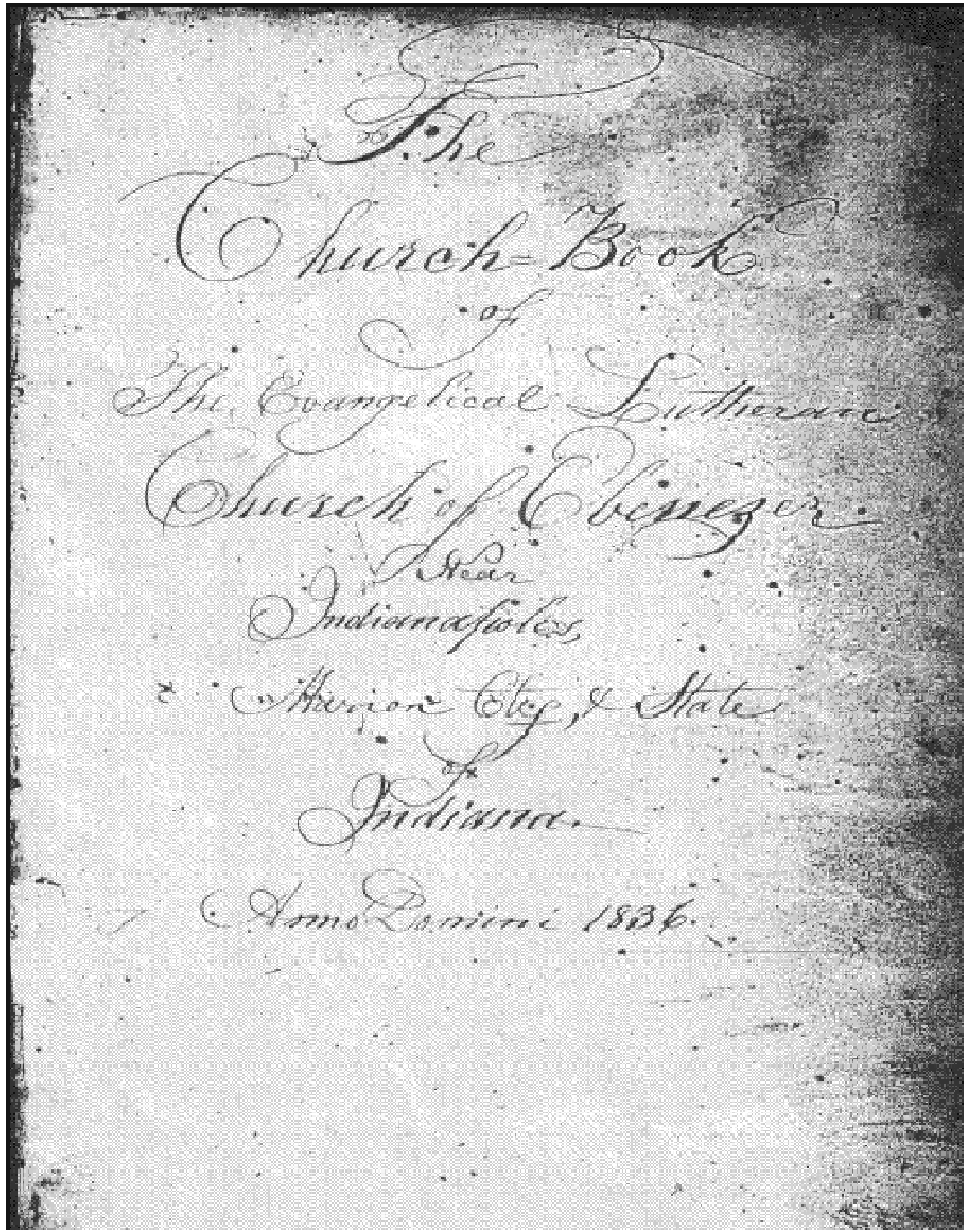 The
Church=Book
of
The Evangelical Lutheran
Church of Ebenezer
Near
Indianapolis,
Marion Cty, & State
of
Indiana.
Anno Domini 1836.